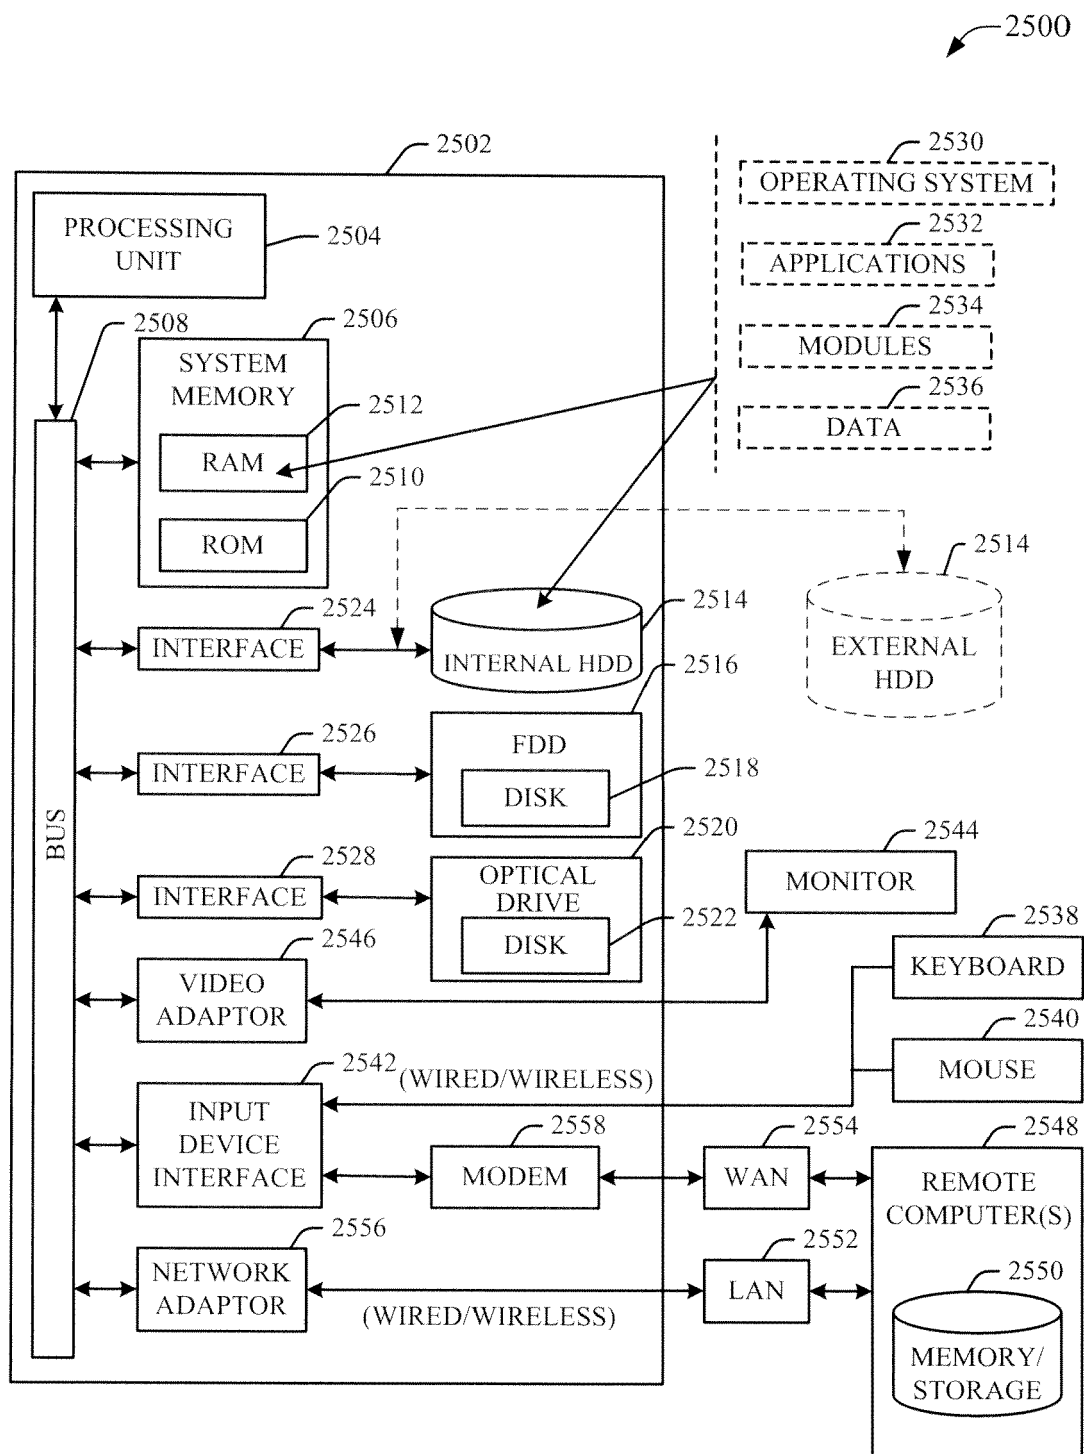 2500
2502
2530
OPERATING SYSTEM
PROCESSING
UNIT
2504
2532
APPLICATIONS
2508
2506
2534
MODULES
SYSTEM
MEMORY
2512
RAM
2536
DATA
2510
ROM
2514
EXTERNAL
HDD
2524
INTERFACE
2514
INTERNAL HDD
2516
FDD
2526
INTERFACE
2518
DISK
BUS
2520
OPTICAL
DRIVE
2528
INTERFACE
2522
DISK
2544
MONITOR
2546
VIDEO
ADAPTOR
2538
KEYBOARD
2540
MOUSE
2542
(WIRED/WIRELESS)
INPUT
DEVICE
INTERFACE
2558
MODEM
2554
WAN
2548
REMOTE
COMPUTER(S)
2556
NETWORK
ADAPTOR
(WIRED/WIRELESS)
2552
LAN
2550
MEMORY/
STORAGE